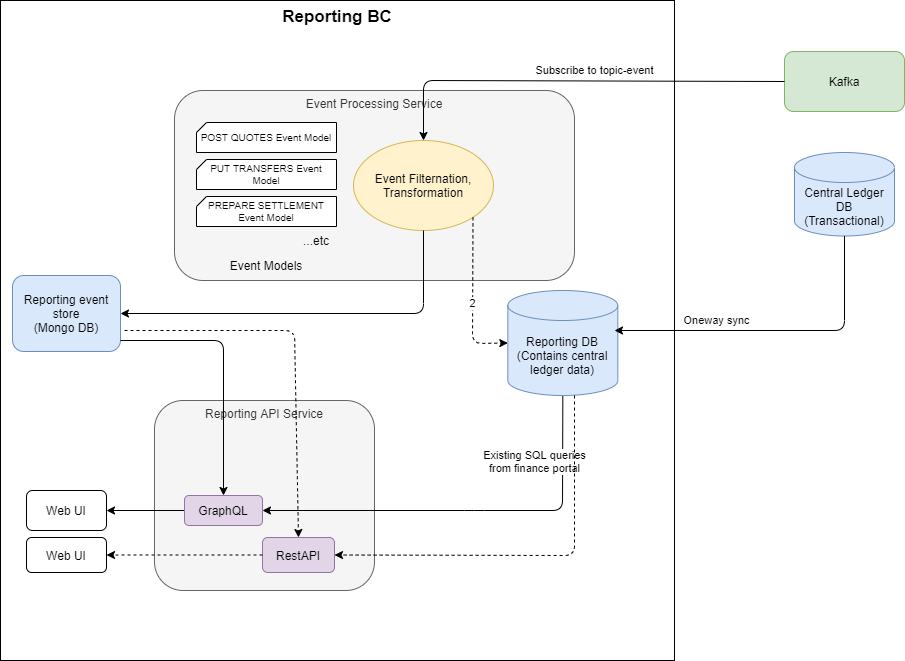 Reporting BC
Subscribe to topic-event
Kafka
Event Processing Service
POST QUOTES Event Model
PUT TRANSFERS Event
Model
PREPARE SETTLEMENT
Event Model
...etc
Event Models
Event Filternation,
Transformation
Central Ledger
DB
(Transactional)
Reporting event
store
(Mongo DB)
2
Oneway sync
Reporting DB
(Contains central
ledger data)
Reporting API Service
Existing SQL queries
from finance portal
Web UI
GraphQL
Web UI
RestAPI